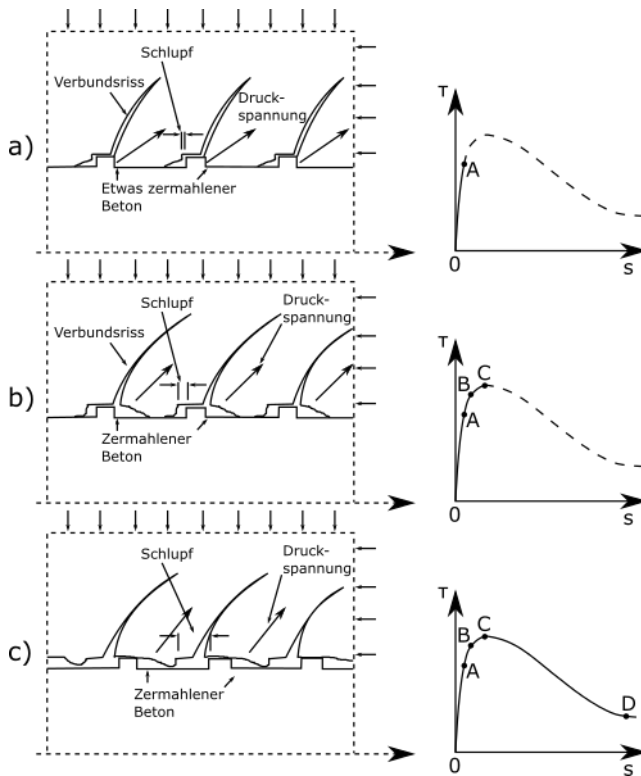 a)
Schlupf
Verbundsriss
Druck-
spannung
Etwas zermahlener
Beton
τ
A
0
s
b)
Schlupf
Druck-
spannung
Verbundsriss
Zermahlener
Beton
τ
C
B
A
0
s
c)
Schlupf
Druck-
spannung
Zermahlener
Beton
τ
C
B
A
D
0
s